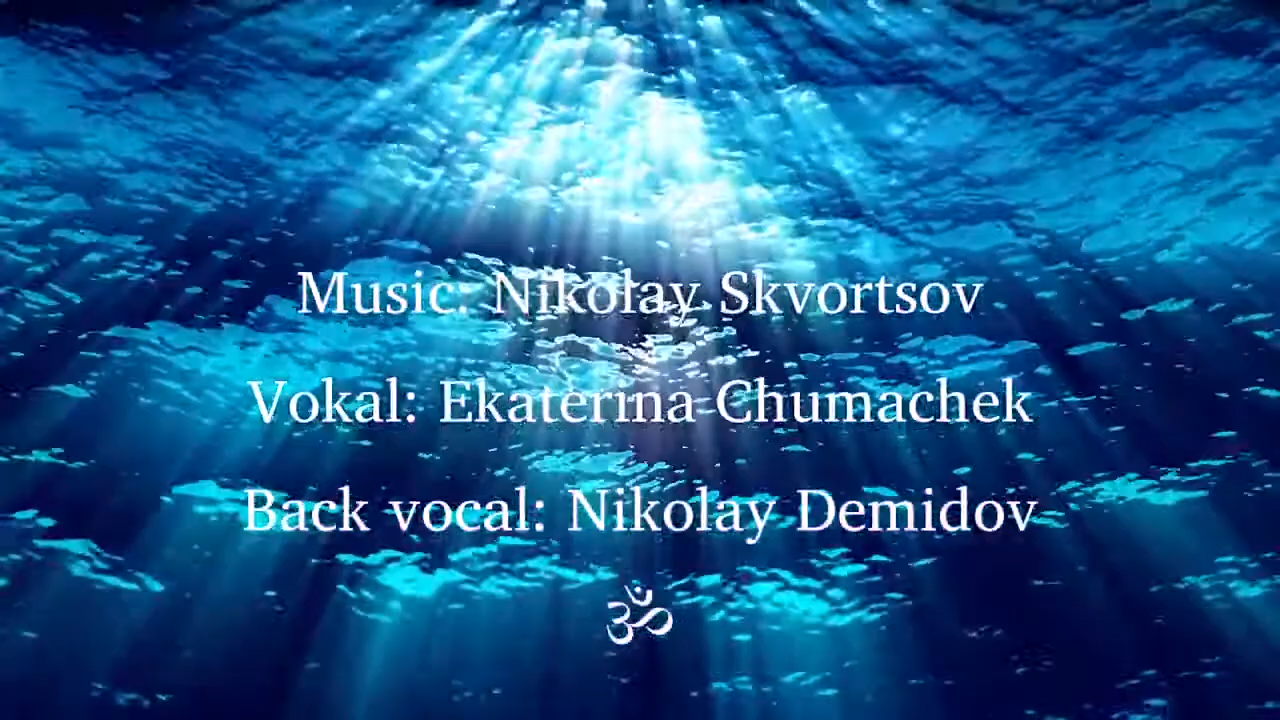 Music: Nikolay Skvortsov
Vokal: Ekaterina Chumachek
Back vocal: Nikolay Demidov
ॐ